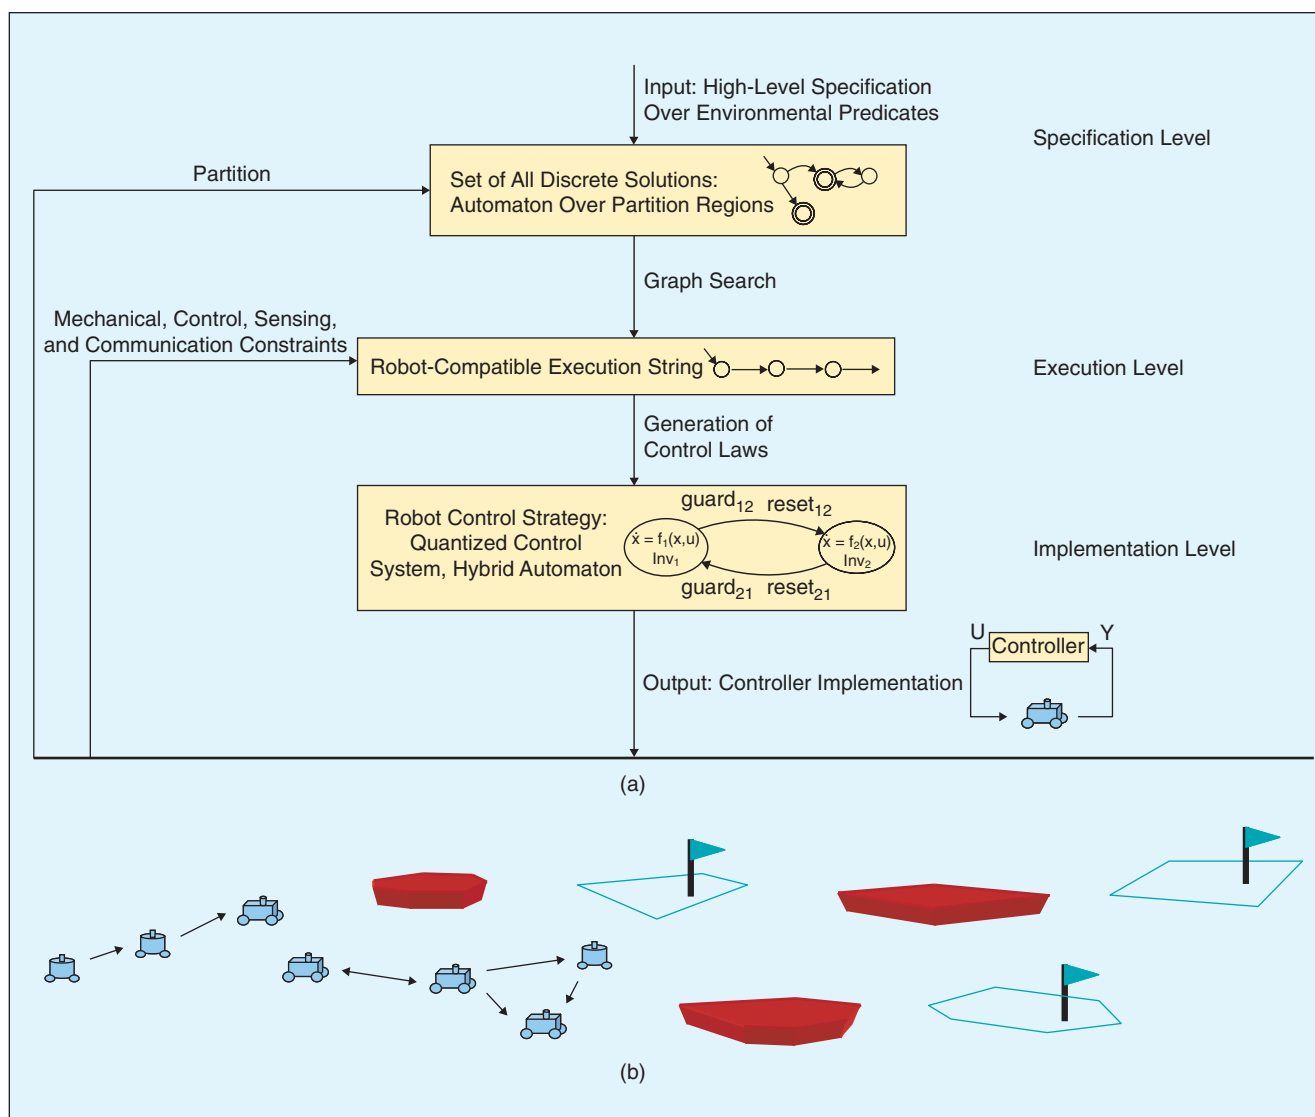 Input: High-Level Specification
Over Environmental Predicates
Specification Level
Partition
Set of All Discrete Solutions:
Automaton Over Partition Regions
Graph Search
Mechanical, Control, Sensing,
and Communication Constraints
Robot-Compatible Execution String
Execution Level
Generation of
Control Laws
guard₁₂ reset₁₂
Robot Control Strategy:
Quantized Control
System, Hybrid Automaton
ẋ = f₁(x,u)
Inv₁
ẋ = f₂(x,u)
Inv₂
guard₂₁ reset₂₁
Implementation Level
U
Y
Controller
Output: Controller Implementation
(a)
(b)